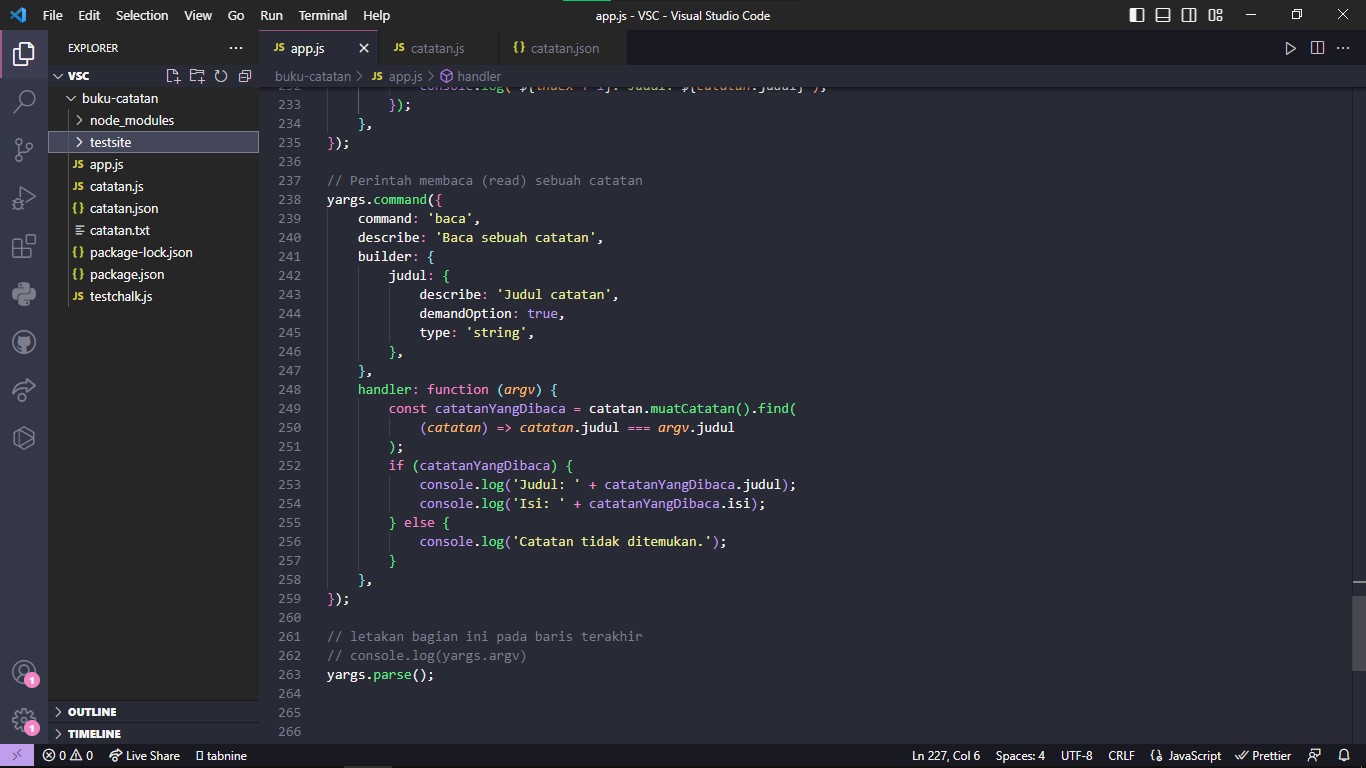 File Edit Selection View Go Run Terminal Help
app.js - VSC - Visual Studio Code
EXPLORER
VSC
buku-catatan
node_modules
testsite
JS app.js
JS catatan.js
{} catatan.json
catatan.txt
{} package-lock.json
{} package.json
JS testchalk.js
OUTLINE
TIMELINE
1
1
JS app.js
JS catatan.js
{} catatan.json
buku-catatan > JS app.js > handler
233 });
234 },
235 });
236
237 // Perintah membaca (read) sebuah catatan
238 yargs.command({
239 command: 'baca',
240 describe: 'Baca sebuah catatan',
241 builder: {
242 judul: {
243 describe: 'Judul catatan',
244 demandOption: true,
245 type: 'string',
246 },
247 },
248 handler: function (argv) {
249 const catatanYangDibaca = catatan.muatCatatan().find(
250 (catatan) => catatan.judul === argv.judul
251 );
252 if (catatanYangDibaca) {
253 console.log('Judul: ' + catatanYangDibaca.judul);
254 console.log('Isi: ' + catatanYangDibaca.isi);
255 } else {
256 console.log('Catatan tidak ditemukan.');
257 }
258 },
259 });
260
261 // letakan bagian ini pada baris terakhir
262 // console.log(yargs.argv)
263 yargs.parse();
264
265
266
0 0 Live Share tabnine
Ln 227, Col 6 Spaces: 4 UTF-8 CRLF {} JavaScript Prettier